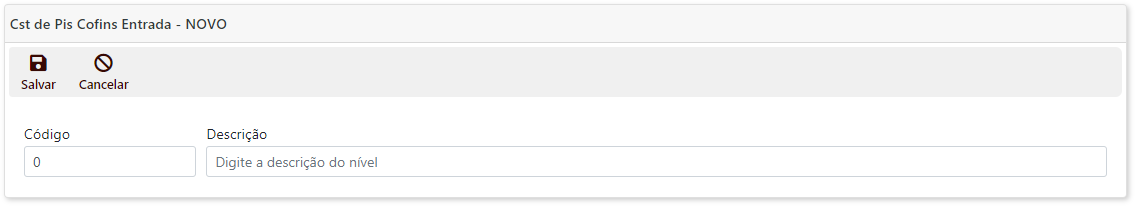 Cst de Pis Cofins Entrada - NOVO
Salvar Cancelar
Código Descrição
0 Digite a descrição do nível